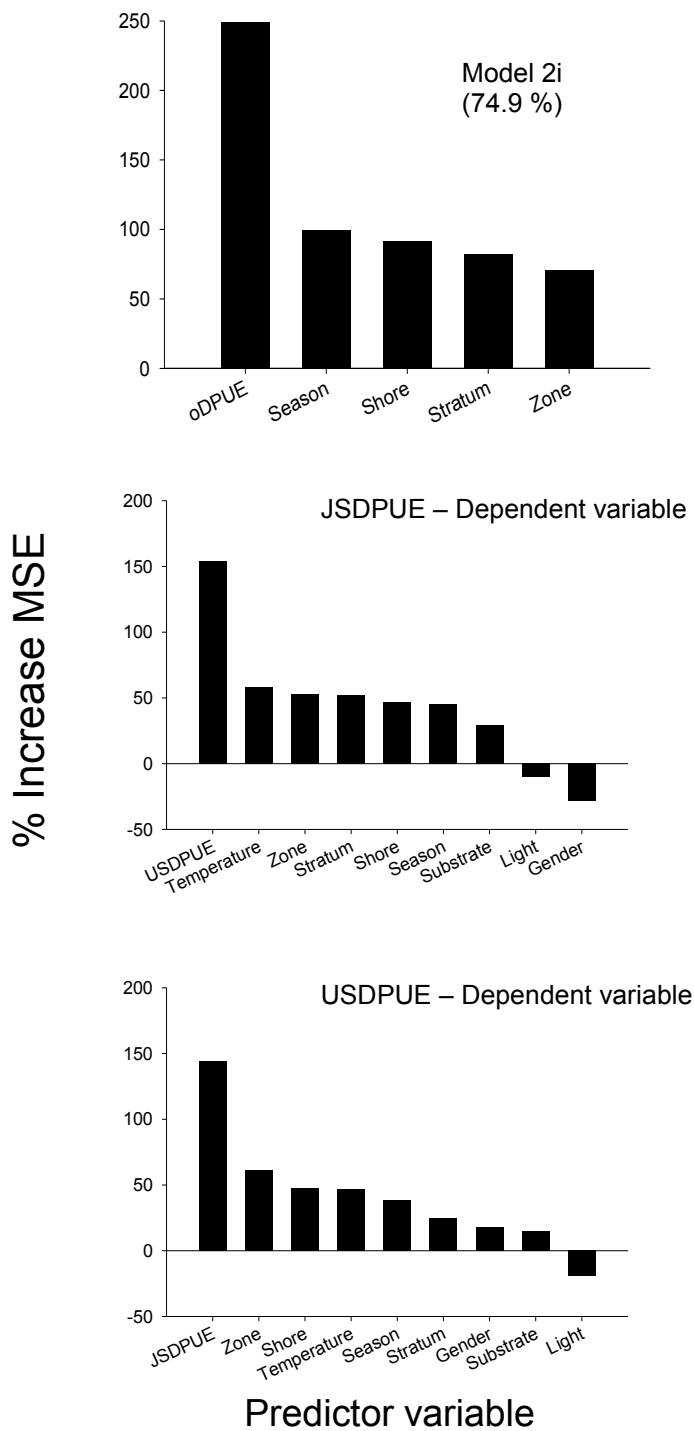 250
200
150
100
50
0
Model 2i
(74.9 %)
oDPUE
Season
Shore
Stratum
Zone
% Increase MSE
200
150
100
50
0
-50
JSDPUE – Dependent variable
USDPUE
Temperature
Zone
Stratum
Shore
Season
Substrate
Light
Gender
200
150
100
50
0
-50
USDPUE – Dependent variable
JSDPUE
Zone
Shore
Temperature
Season
Stratum
Gender
Substrate
Light
Predictor variable